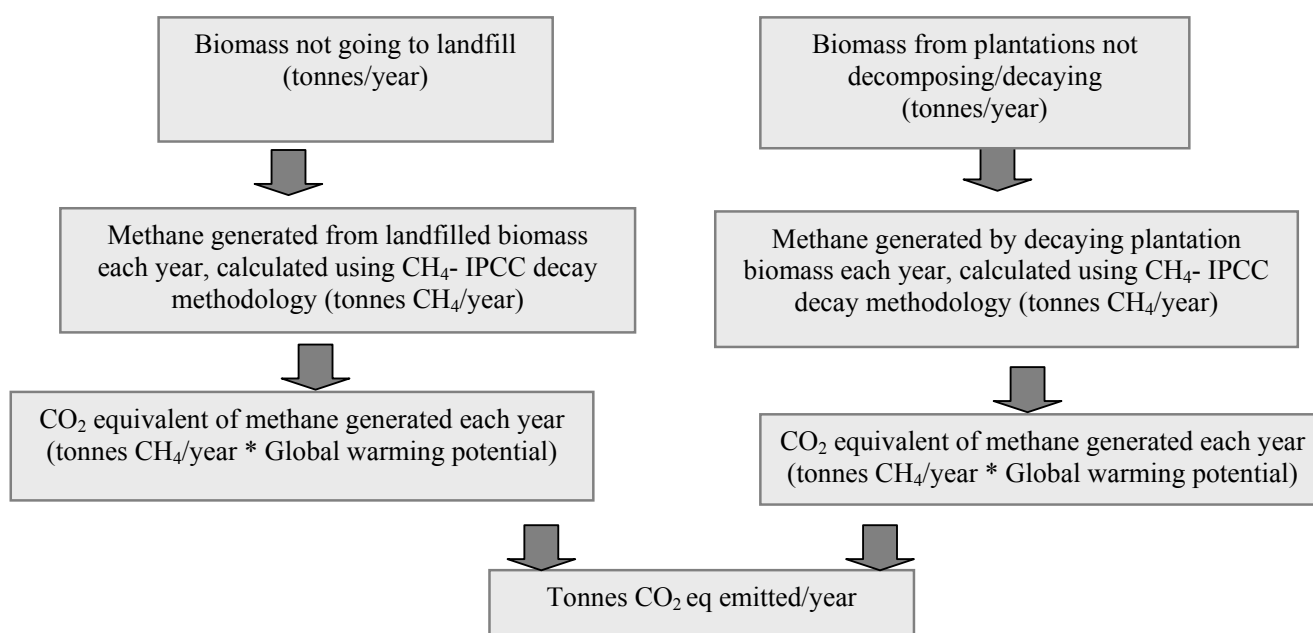 Biomass not going to landfill
(tonnes/year)
Biomass from plantations not
decomposing/decaying
(tonnes/year)
Methane generated from landfilled biomass
each year, calculated using CH₄- IPCC decay
methodology (tonnes CH₄/year)
Methane generated by decaying plantation
biomass each year, calculated using CH₄- IPCC
decay methodology (tonnes CH₄/year)
CO₂ equivalent of methane generated each year
(tonnes CH₄/year * Global warming potential)
CO₂ equivalent of methane generated each year
(tonnes CH₄/year * Global warming potential)
Tonnes CO₂ eq emitted/year